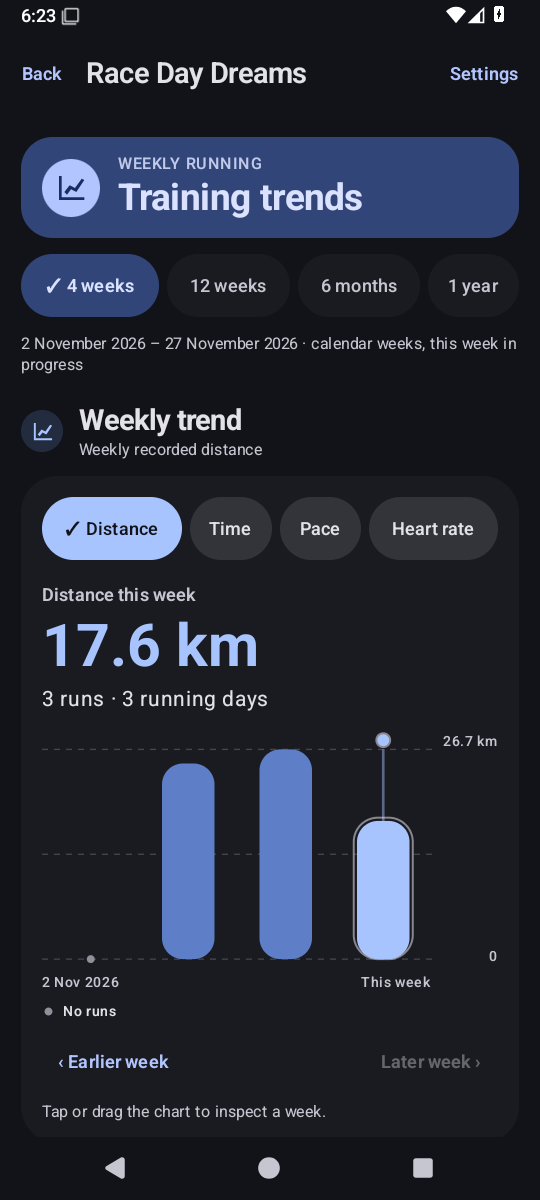 6:23
Back
Race Day Dreams
Settings
WEEKLY RUNNING
Training trends
✓ 4 weeks
12 weeks
6 months
1 year
2 November 2026 – 27 November 2026 · calendar weeks, this week in
progress
Weekly trend
Weekly recorded distance
✓ Distance
Time
Pace
Heart rate
Distance this week
17.6 km
3 runs · 3 running days
26.7 km
0
2 Nov 2026
This week
No runs
‹ Earlier week
Later week ›
Tap or drag the chart to inspect a week.